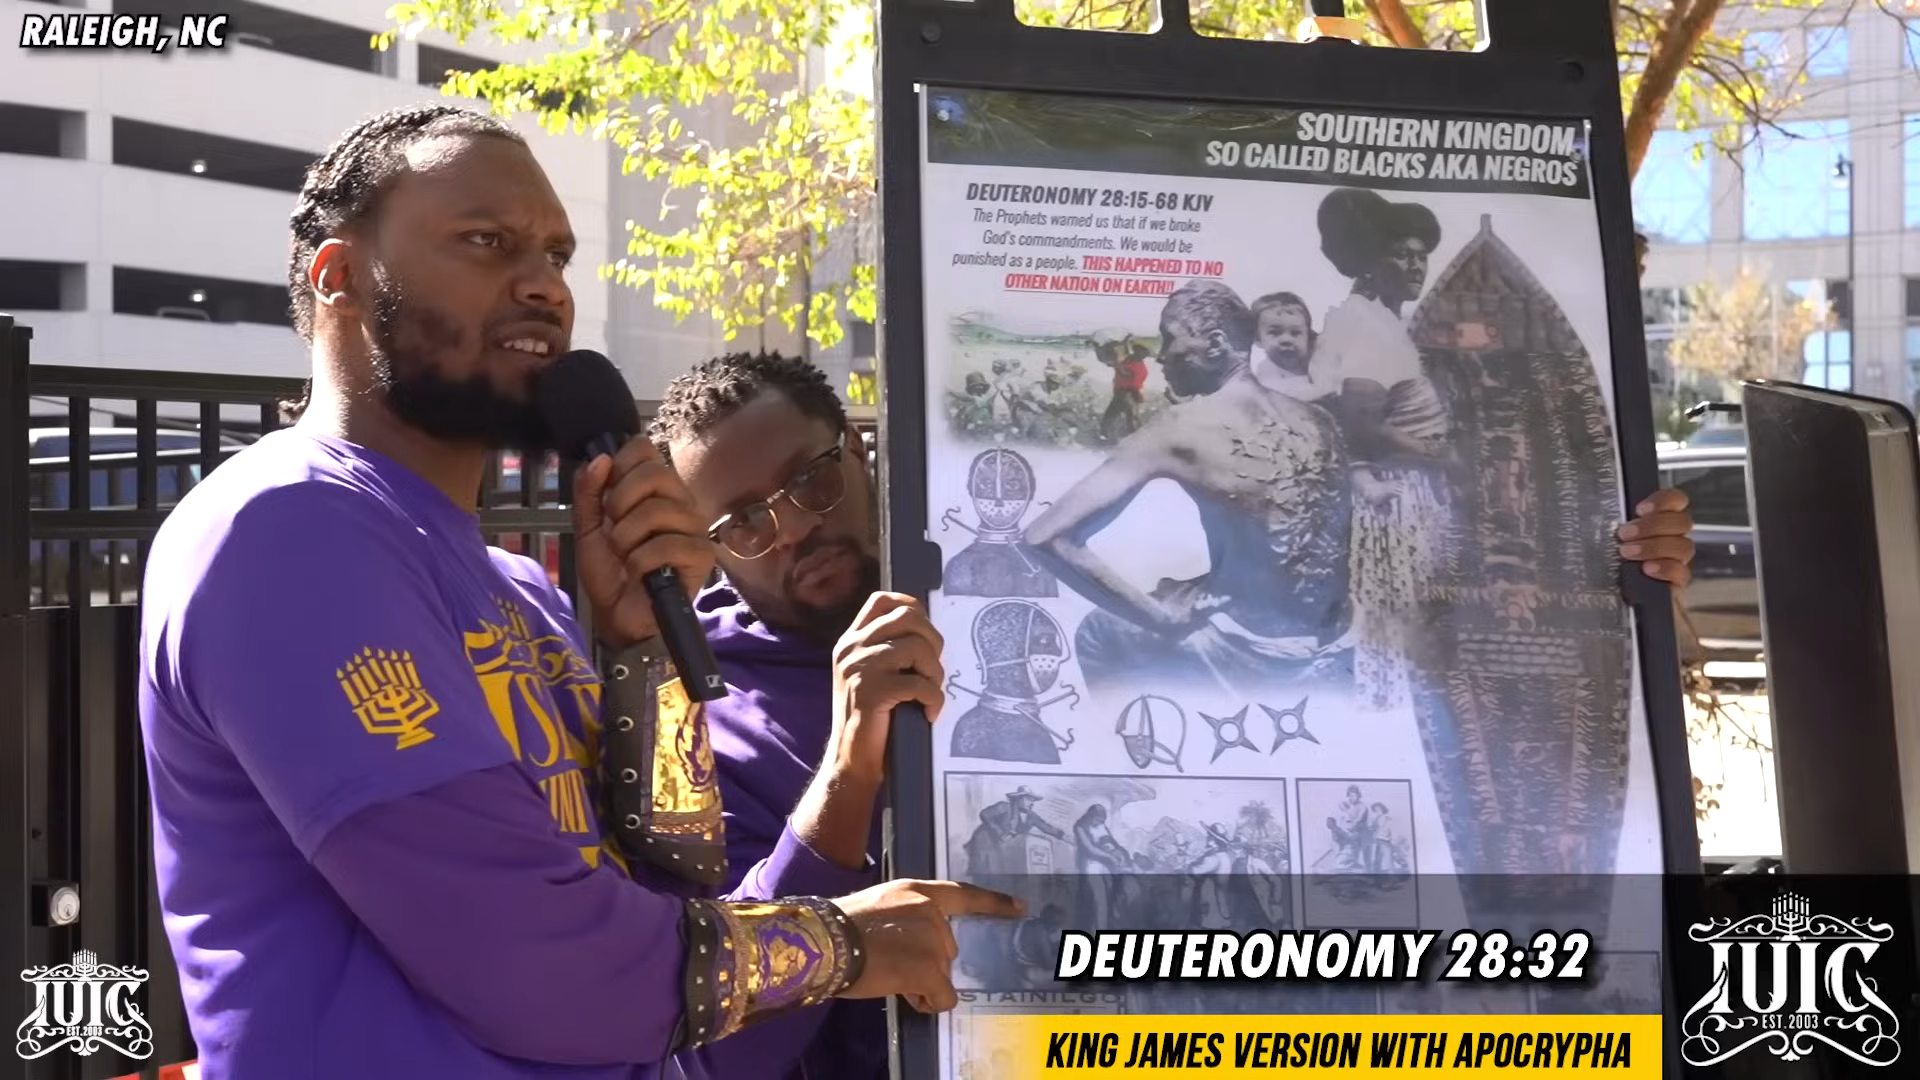 RALEIGH, NC
SOUTHERN KINGDOM
SO CALLED BLACKS AKA NEGROS
DEUTERONOMY 28:15-68 KJV
The Prophets warned us that if we broke
God's commandments. We would be
punished as a people. THIS HAPPENED TO NO
OTHER NATION ON EARTH!!
DEUTERONOMY 28:32
KING JAMES VERSION WITH APOCRYPHA
IUIC
EST.2003
IUIC
EST.2003